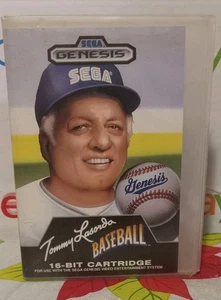 SEGA
GENESIS
SEGA
Genesis
Tommy Lasorda
BASEBALL
16-BIT CARTRIDGE
FOR USE WITH THE SEGA GENESIS VIDEO ENTERTAINMENT SYSTEM